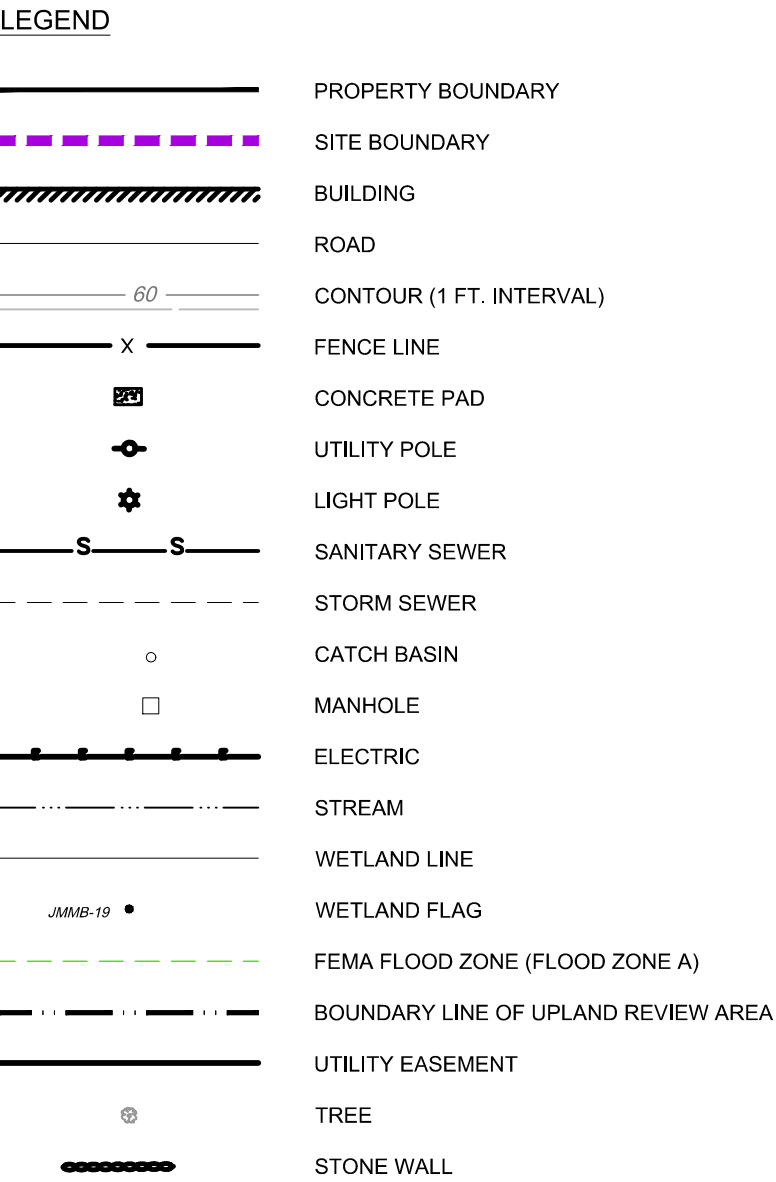 LEGEND
PROPERTY BOUNDARY
SITE BOUNDARY
BUILDING
ROAD
60 CONTOUR (1 FT. INTERVAL)
X FENCE LINE
CONCRETE PAD
UTILITY POLE
LIGHT POLE
S S SANITARY SEWER
STORM SEWER
CATCH BASIN
MANHOLE
ELECTRIC
STREAM
WETLAND LINE
JMMB-19 WETLAND FLAG
FEMA FLOOD ZONE (FLOOD ZONE A)
BOUNDARY LINE OF UPLAND REVIEW AREA
UTILITY EASEMENT
TREE
STONE WALL